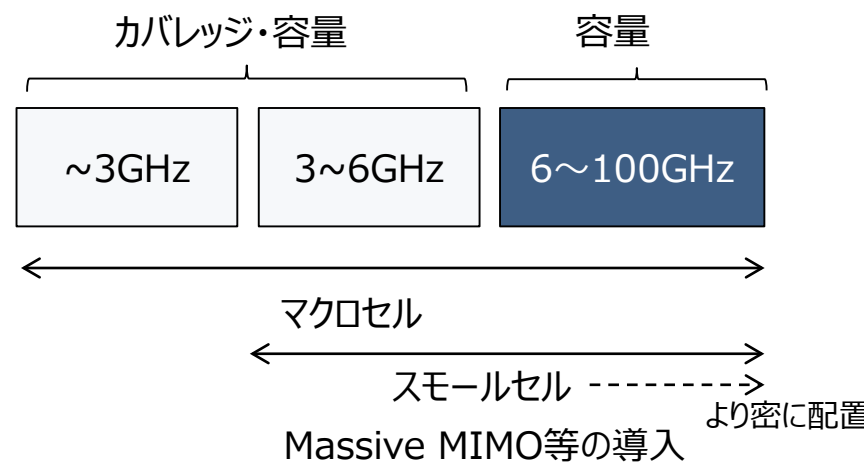 カバレッジ・容量
容量
~3GHz
3~6GHz
6～100GHz
マクロセル
スモールセル
より密に配置
Massive MIMO等の導入